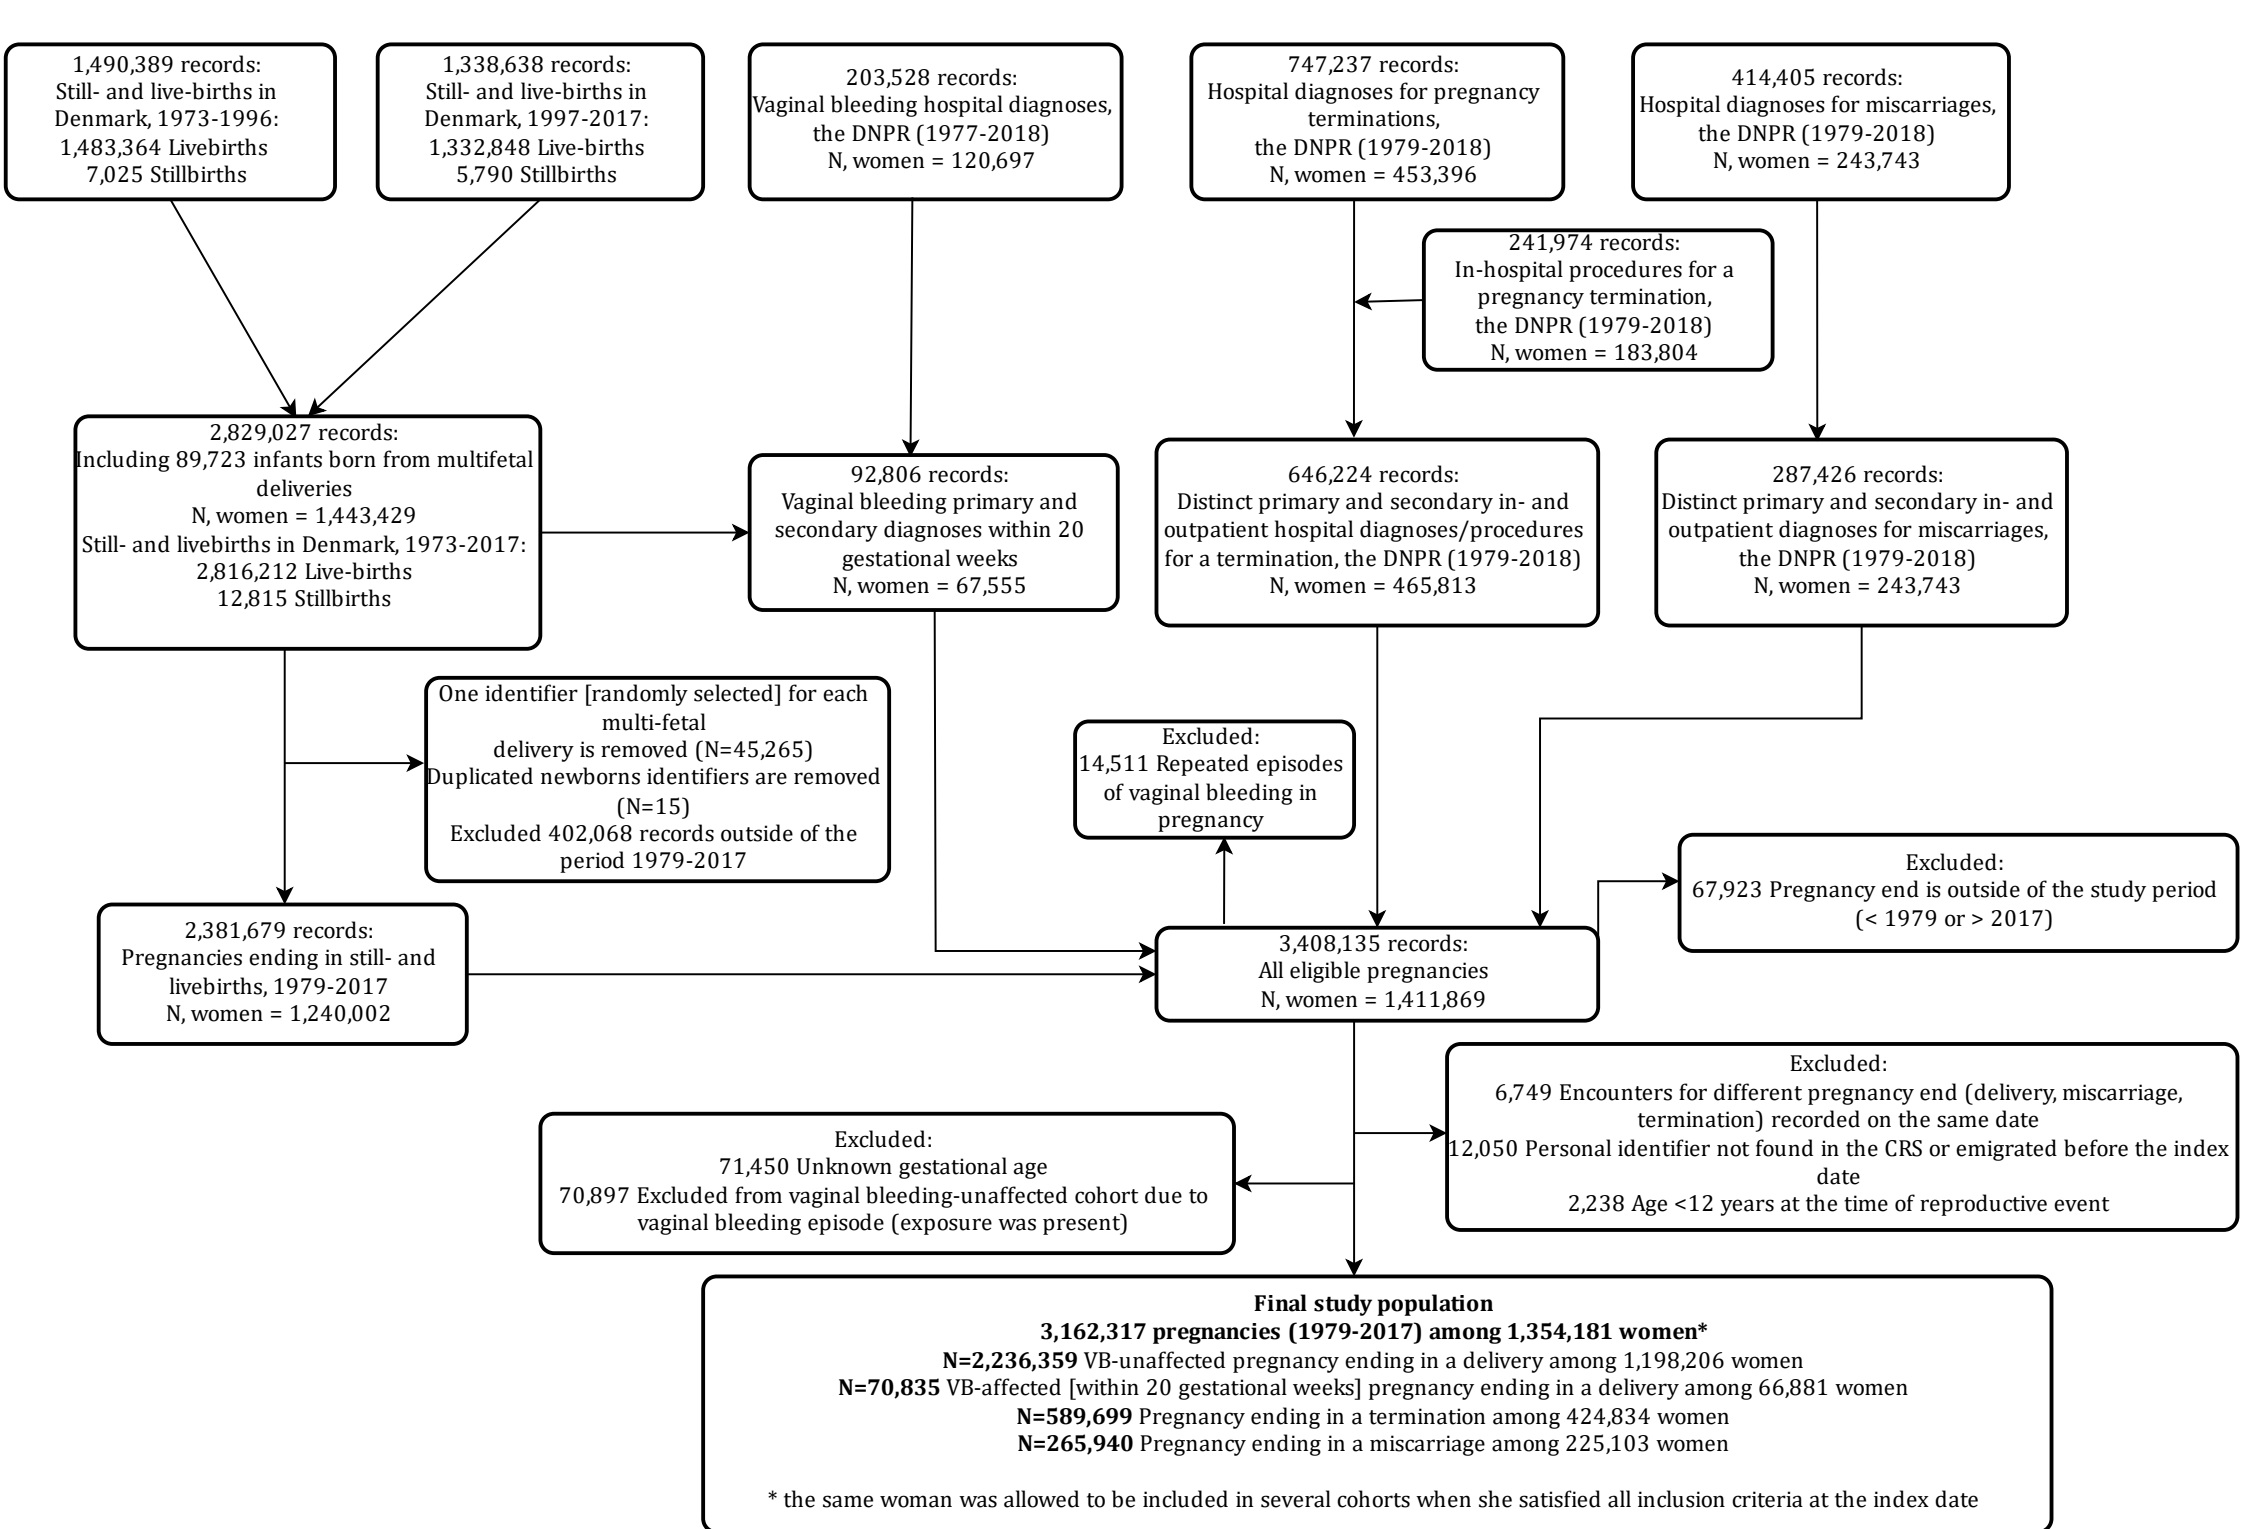 1,490,389 records:
Still- and live-births in
Denmark, 1973-1996:
1,483,364 Livebirths
7,025 Stillbirths
1,338,638 records:
Still- and live-births in
Denmark, 1997-2017:
1,332,848 Live-births
5,790 Stillbirths
203,528 records:
Vaginal bleeding hospital diagnoses,
the DNPR (1977-2018)
N, women = 120,697
747,237 records:
Hospital diagnoses for pregnancy
terminations,
the DNPR (1979-2018)
N, women = 453,396
414,405 records:
Hospital diagnoses for miscarriages,
the DNPR (1979-2018)
N, women = 243,743
241,974 records:
In-hospital procedures for a
pregnancy termination,
the DNPR (1979-2018)
N, women = 183,804
2,829,027 records:
Including 89,723 infants born from multifetal
deliveries
N, women = 1,443,429
Still- and livebirths in Denmark, 1973-2017:
2,816,212 Live-births
12,815 Stillbirths
92,806 records:
Vaginal bleeding primary and
secondary diagnoses within 20
gestational weeks
N, women = 67,555
646,224 records:
Distinct primary and secondary in- and
outpatient hospital diagnoses/procedures
for a termination, the DNPR (1979-2018)
N, women = 465,813
287,426 records:
Distinct primary and secondary in- and
outpatient diagnoses for miscarriages,
the DNPR (1979-2018)
N, women = 243,743
One identifier [randomly selected] for each
multi-fetal
delivery is removed (N=45,265)
Duplicated newborns identifiers are removed
(N=15)
Excluded 402,068 records outside of the
period 1979-2017
Excluded:
14,511 Repeated episodes
of vaginal bleeding in
pregnancy
Excluded:
67,923 Pregnancy end is outside of the study period
(< 1979 or > 2017)
2,381,679 records:
Pregnancies ending in still- and
livebirths, 1979-2017
N, women = 1,240,002
3,408,135 records:
All eligible pregnancies
N, women = 1,411,869
Excluded:
6,749 Encounters for different pregnancy end (delivery, miscarriage,
termination) recorded on the same date
12,050 Personal identifier not found in the CRS or emigrated before the index
date
2,238 Age <12 years at the time of reproductive event
Excluded:
71,450 Unknown gestational age
70,897 Excluded from vaginal bleeding-unaffected cohort due to
vaginal bleeding episode (exposure was present)
Final study population
3,162,317 pregnancies (1979-2017) among 1,354,181 women*
N=2,236,359 VB-unaffected pregnancy ending in a delivery among 1,198,206 women
N=70,835 VB-affected [within 20 gestational weeks] pregnancy ending in a delivery among 66,881 women
N=589,699 Pregnancy ending in a termination among 424,834 women
N=265,940 Pregnancy ending in a miscarriage among 225,103 women
* the same woman was allowed to be included in several cohorts when she satisfied all inclusion criteria at the index date